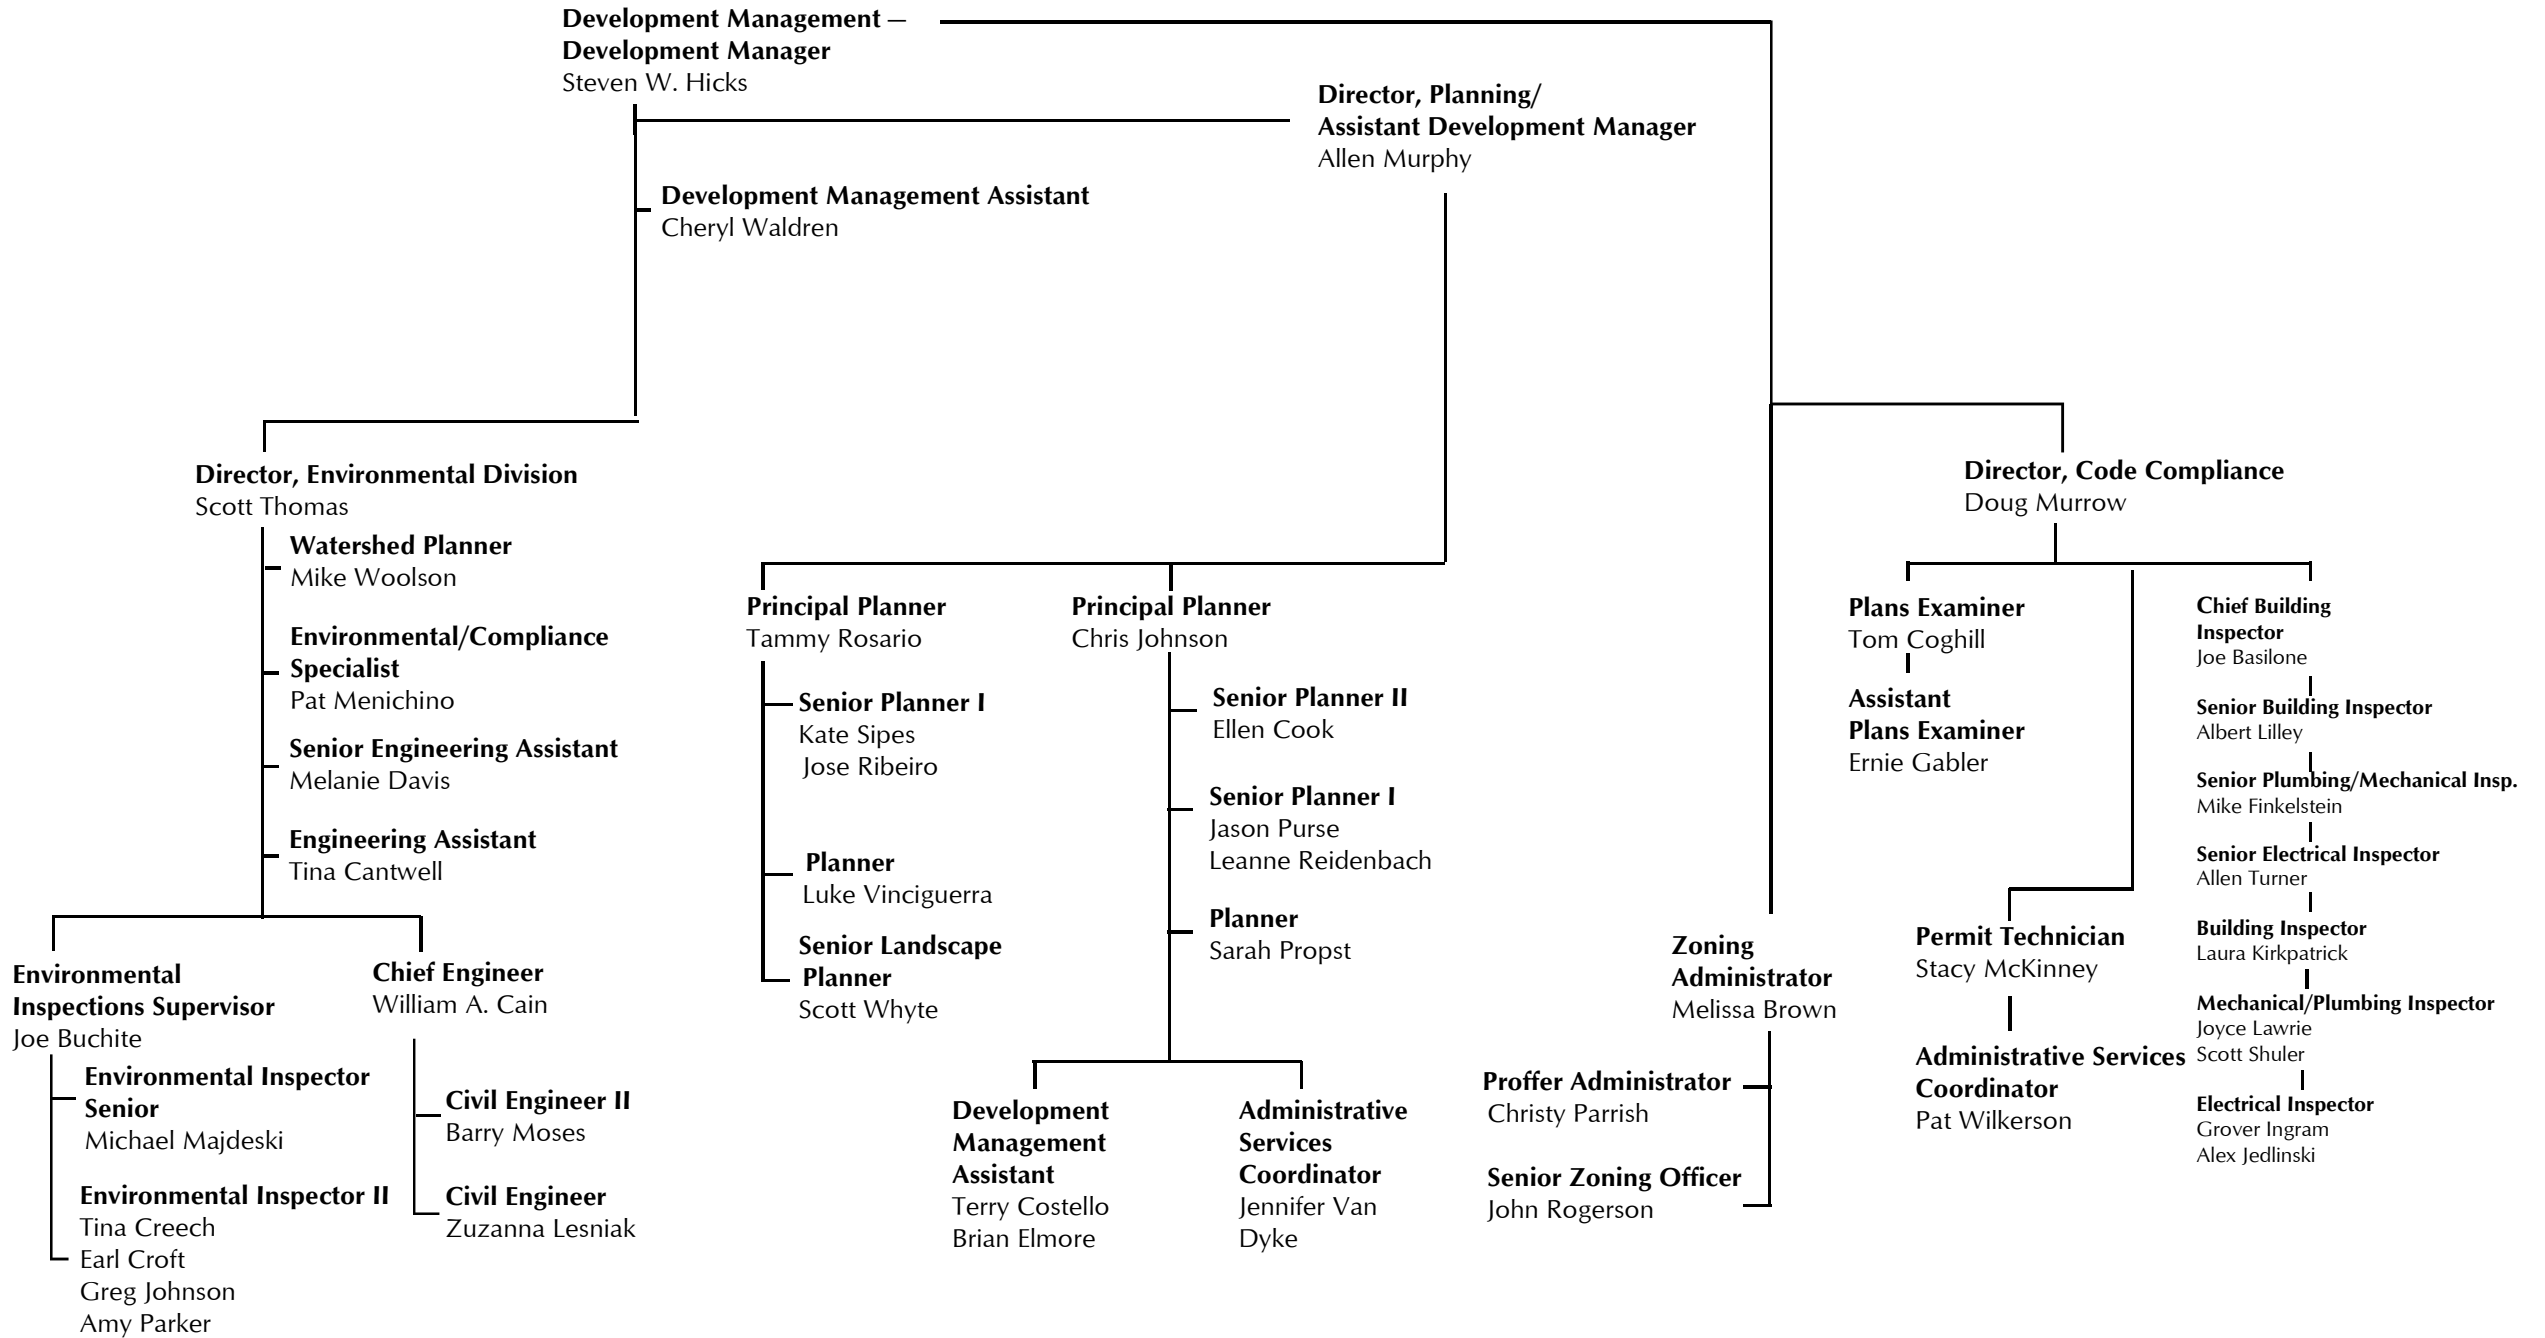 Development Management —
Development Manager
Steven W. Hicks
Director, Planning/
Assistant Development Manager
Allen Murphy
Development Management Assistant
Cheryl Waldren
Director, Environmental Division
Scott Thomas
Watershed Planner
Mike Woolson
Environmental/Compliance
Specialist
Pat Menichino
Senior Engineering Assistant
Melanie Davis
Engineering Assistant
Tina Cantwell
Environmental
Inspections Supervisor
Joe Buchite
Environmental Inspector
Senior
Michael Majdeski
Environmental Inspector II
Tina Creech
Earl Croft
Greg Johnson
Amy Parker
Chief Engineer
William A. Cain
Civil Engineer II
Barry Moses
Civil Engineer
Zuzanna Lesniak
Principal Planner
Tammy Rosario
Senior Planner I
Kate Sipes
Jose Ribeiro
Planner
Luke Vinciguerra
Senior Landscape
Planner
Scott Whyte
Principal Planner
Chris Johnson
Senior Planner II
Ellen Cook
Senior Planner I
Jason Purse
Leanne Reidenbach
Planner
Sarah Propst
Development
Management
Assistant
Terry Costello
Brian Elmore
Administrative
Services
Coordinator
Jennifer Van
Dyke
Zoning
Administrator
Melissa Brown
Proffer Administrator
Christy Parrish
Senior Zoning Officer
John Rogerson
Director, Code Compliance
Doug Murrow
Plans Examiner
Tom Coghill
Assistant
Plans Examiner
Ernie Gabler
Permit Technician
Stacy McKinney
Administrative Services
Coordinator
Pat Wilkerson
Chief Building
Inspector
Joe Basilone
Senior Building Inspector
Albert Lilley
Senior Plumbing/Mechanical Insp.
Mike Finkelstein
Senior Electrical Inspector
Allen Turner
Building Inspector
Laura Kirkpatrick
Mechanical/Plumbing Inspector
Joyce Lawrie
Scott Shuler
Electrical Inspector
Grover Ingram
Alex Jedlinski